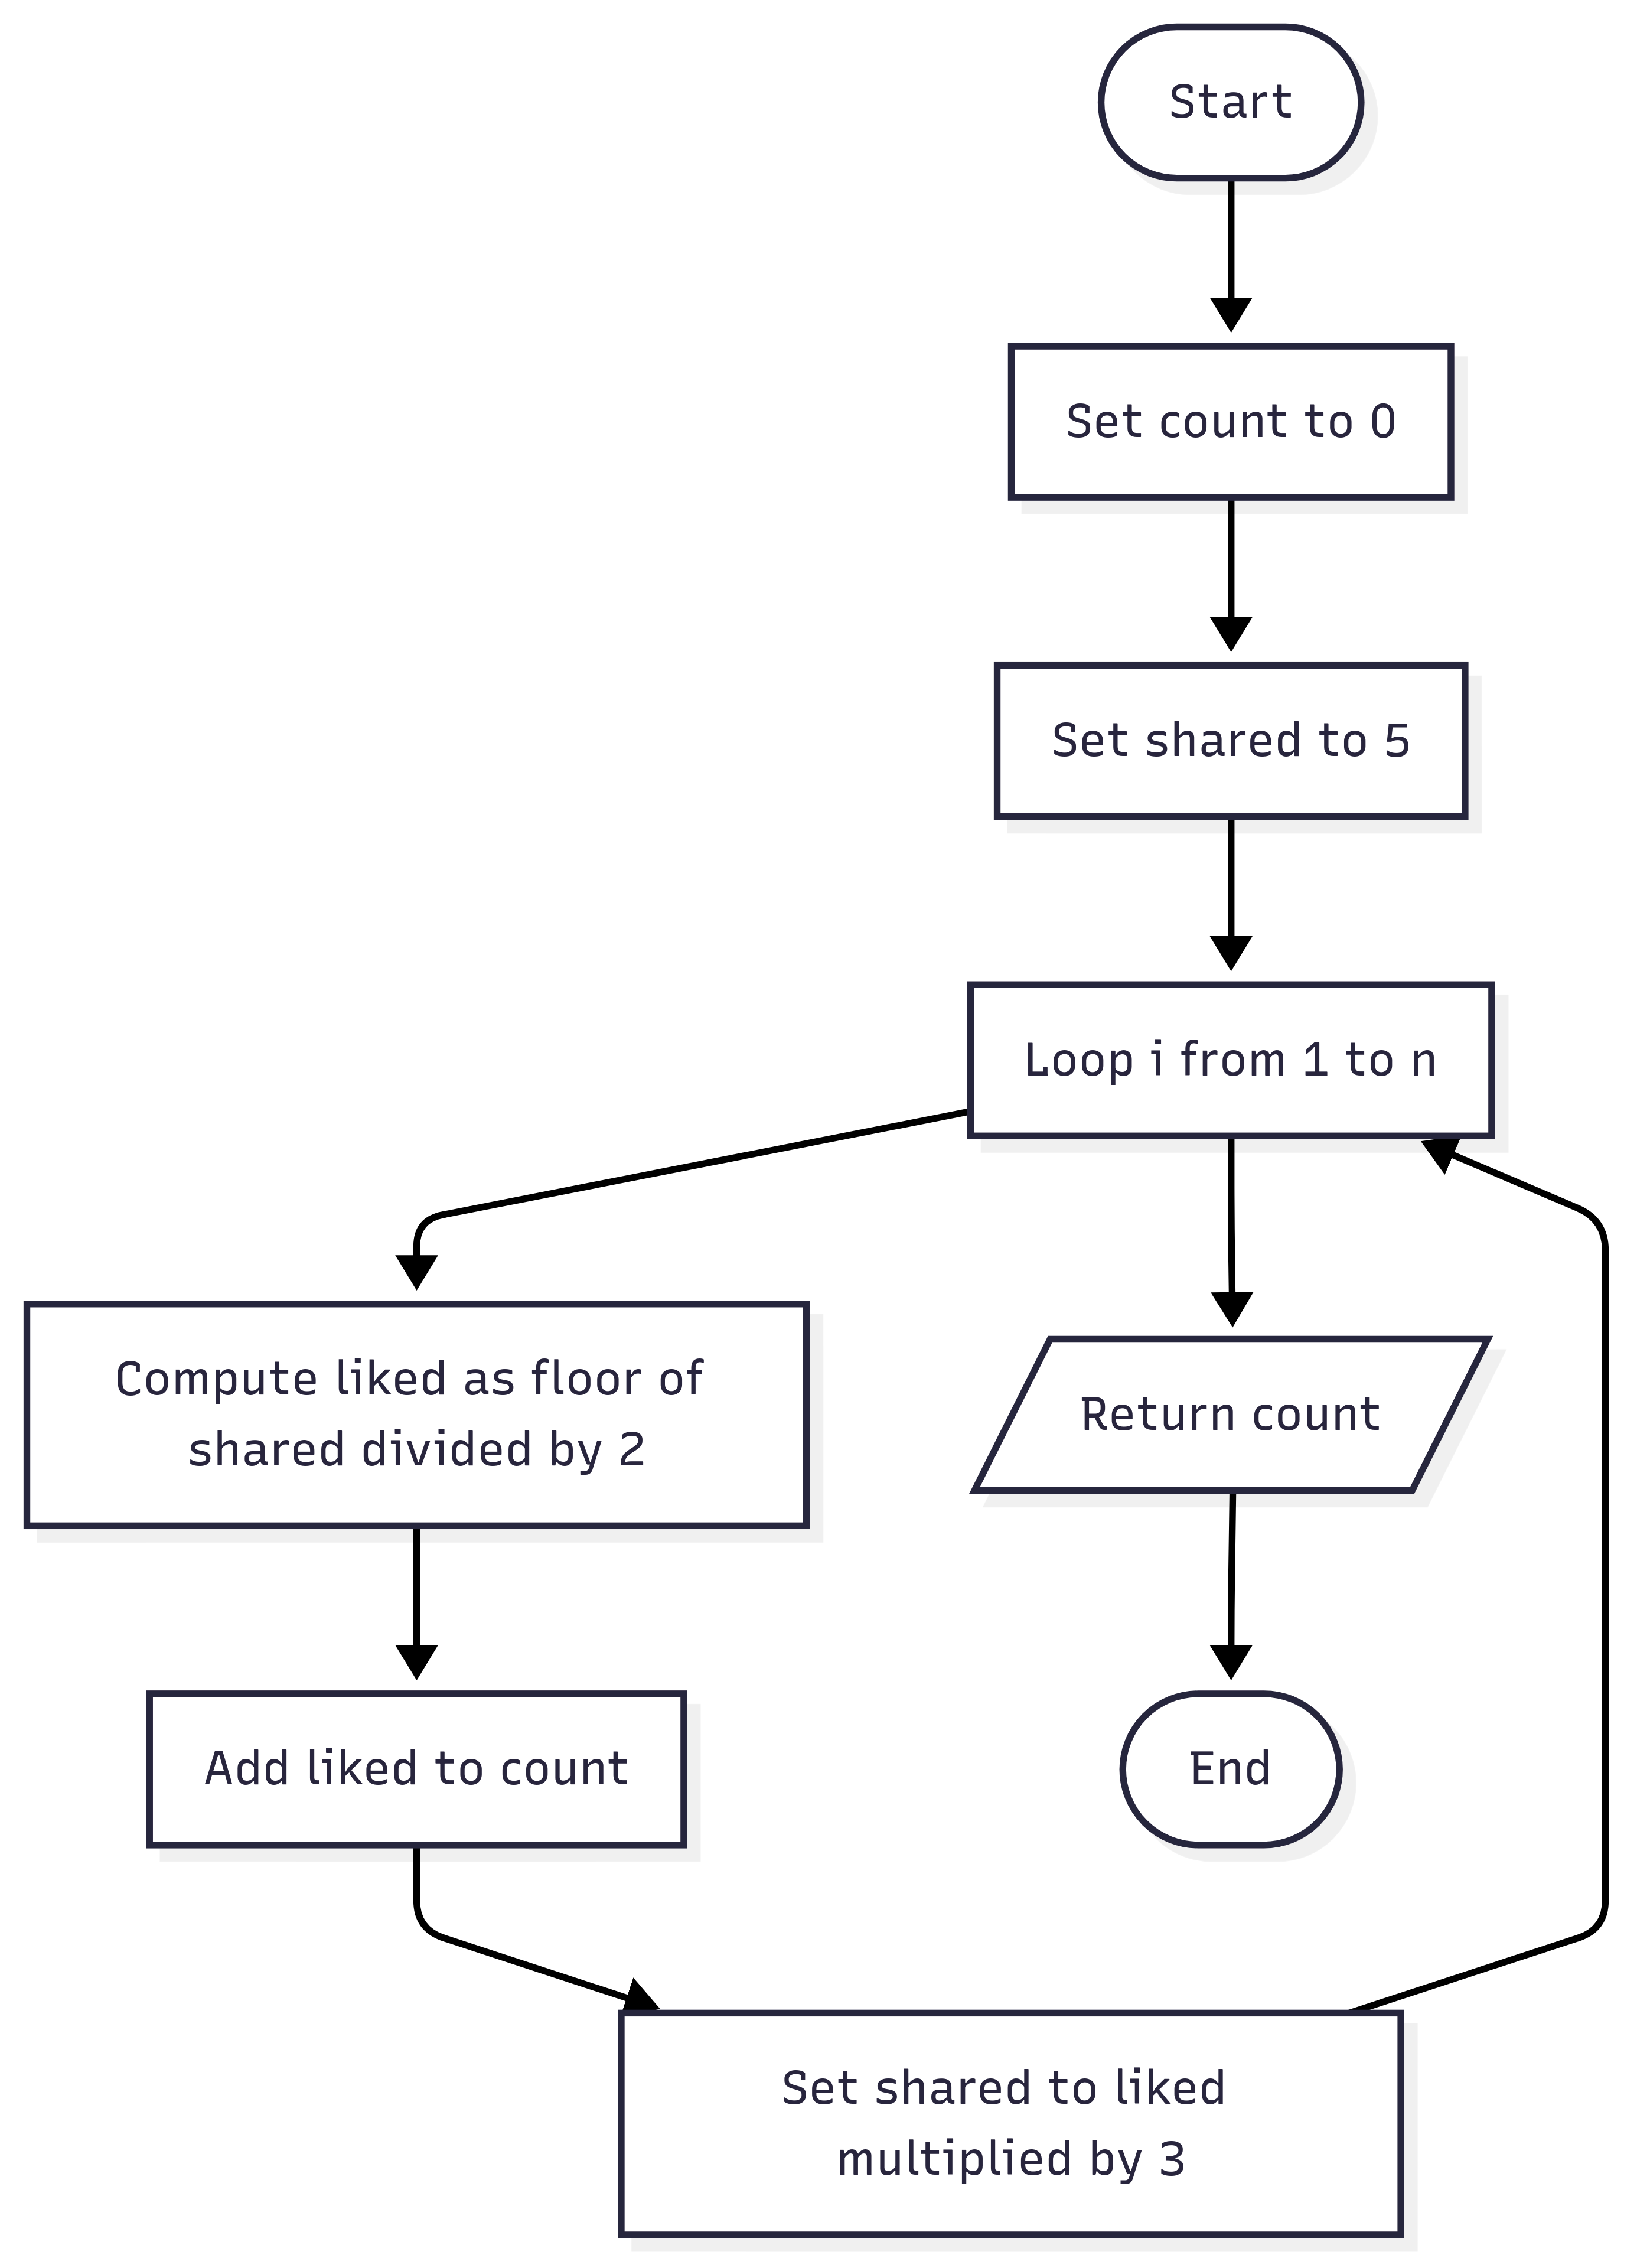 Start
Set count to 0
Set shared to 5
Loop i from 1 to n
Compute liked as floor of
shared divided by 2
Return count
Add liked to count
End
Set shared to liked
multiplied by 3